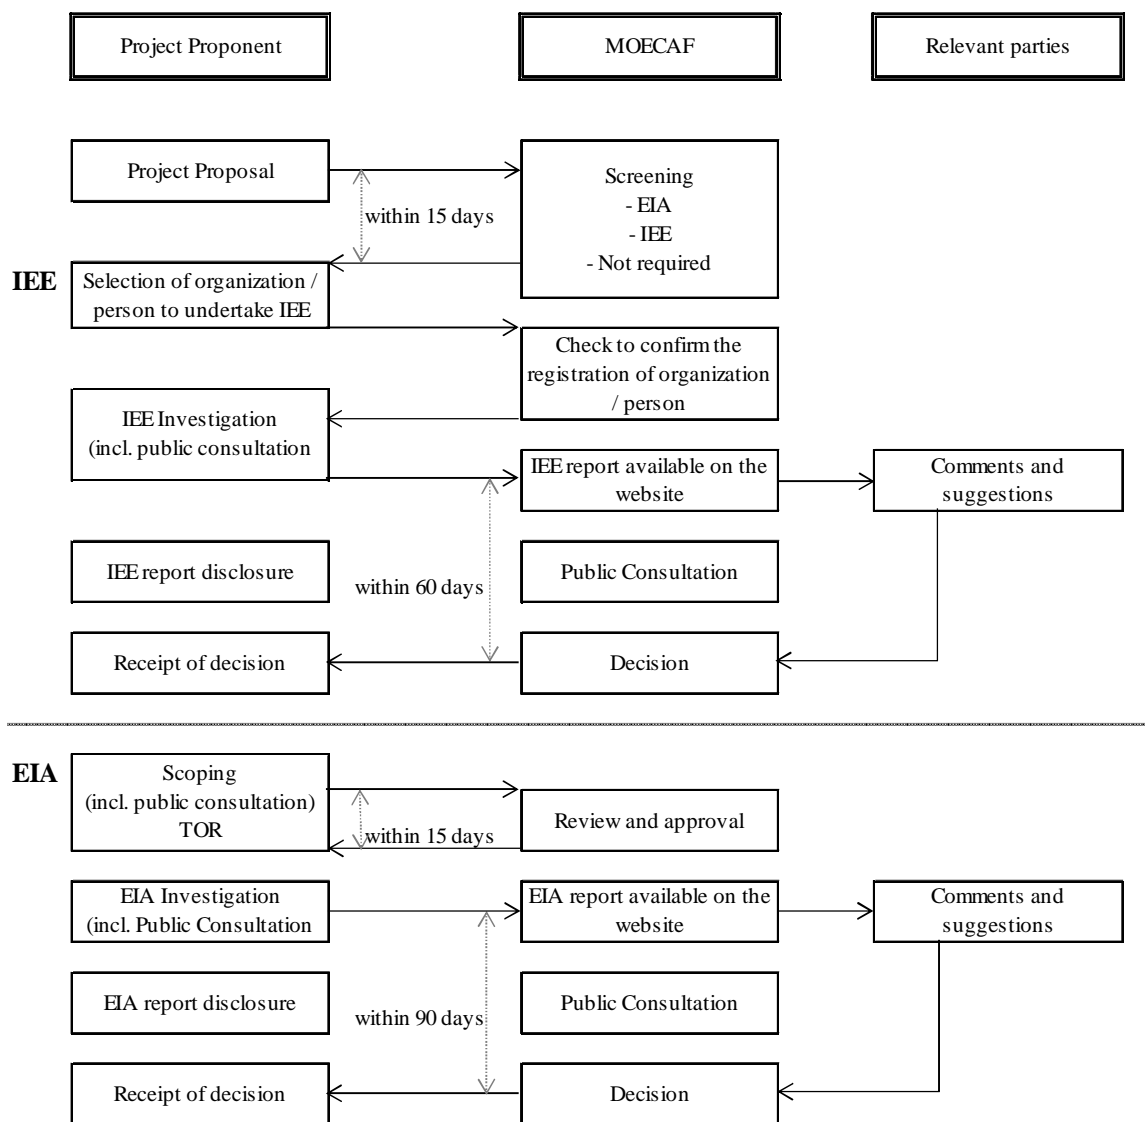 Project Proponent
MOECAF
Relevant parties
Project Proposal
Screening
- EIA
- IEE
- Not required
within 15 days
IEE
Selection of organization /
person to undertake IEE
Check to confirm the
registration of organization
/ person
IEE Investigation
(incl. public consultation
IEE report available on the
website
Comments and
suggestions
IEE report disclosure
within 60 days
Public Consultation
Receipt of decision
Decision
EIA
Scoping
(incl. public consultation)
TOR
within 15 days
Review and approval
EIA Investigation
(incl. Public Consultation
EIA report available on the
website
Comments and
suggestions
EIA report disclosure
within 90 days
Public Consultation
Receipt of decision
Decision